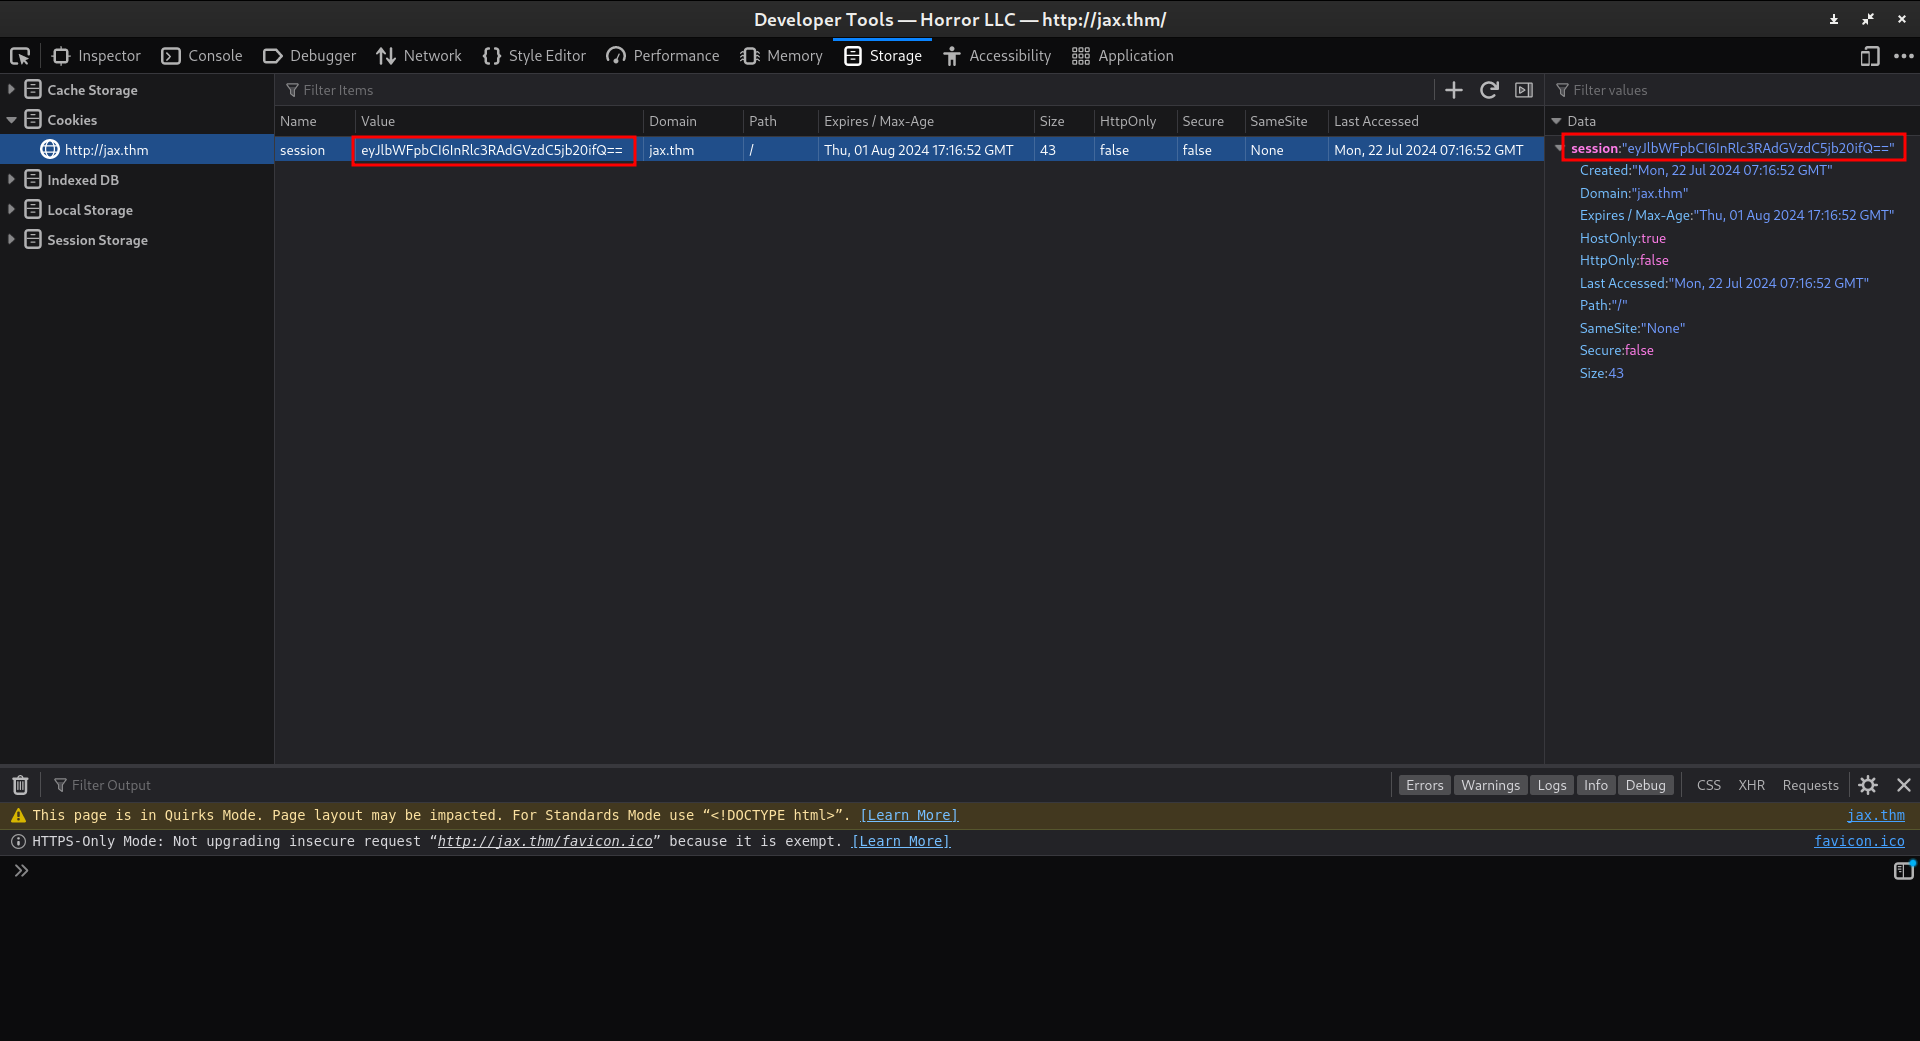 Developer Tools — Horror LLC — http://jax.thm/
Inspector Console Debugger Network Style Editor Performance Memory Storage Accessibility Application
Cache Storage
Cookies
http://jax.thm
Indexed DB
Local Storage
Session Storage
Filter Items
Name Value Domain Path Expires / Max-Age Size HttpOnly Secure SameSite Last Accessed
session eyJlbWFpbCI6InRlc3RAdGVzdC5jb20ifQ== jax.thm / Thu, 01 Aug 2024 17:16:52 GMT 43 false false None Mon, 22 Jul 2024 07:16:52 GMT
Filter values
Data
session:"eyJlbWFpbCI6InRlc3RAdGVzdC5jb20ifQ=="
Created:"Mon, 22 Jul 2024 07:16:52 GMT"
Domain:"jax.thm"
Expires / Max-Age:"Thu, 01 Aug 2024 17:16:52 GMT"
HostOnly:true
HttpOnly:false
Last Accessed:"Mon, 22 Jul 2024 07:16:52 GMT"
Path:"/"
SameSite:"None"
Secure:false
Size:43
Filter Output
Errors Warnings Logs Info Debug CSS XHR Requests
This page is in Quirks Mode. Page layout may be impacted. For Standards Mode use “<!DOCTYPE html>”. [Learn More] jax.thm
HTTPS-Only Mode: Not upgrading insecure request “http://jax.thm/favicon.ico” because it is exempt. [Learn More] favicon.ico